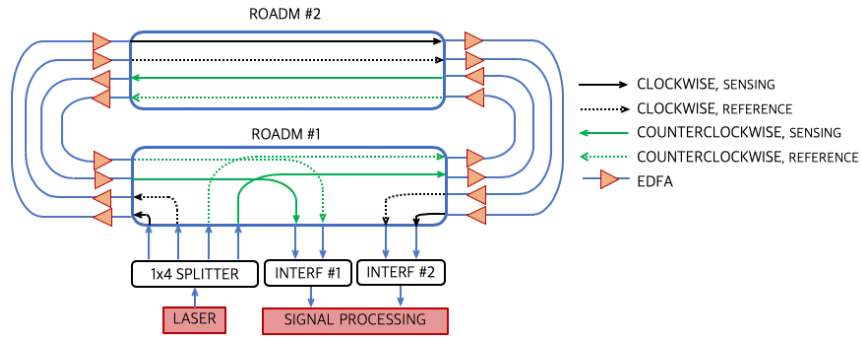 ROADM #2
ROADM #1
CLOCKWISE, SENSING
CLOCKWISE, REFERENCE
COUNTERCLOCKWISE, SENSING
COUNTERCLOCKWISE, REFERENCE
EDFA
1x4 SPLITTER
INTERF #1
INTERF #2
LASER
SIGNAL PROCESSING